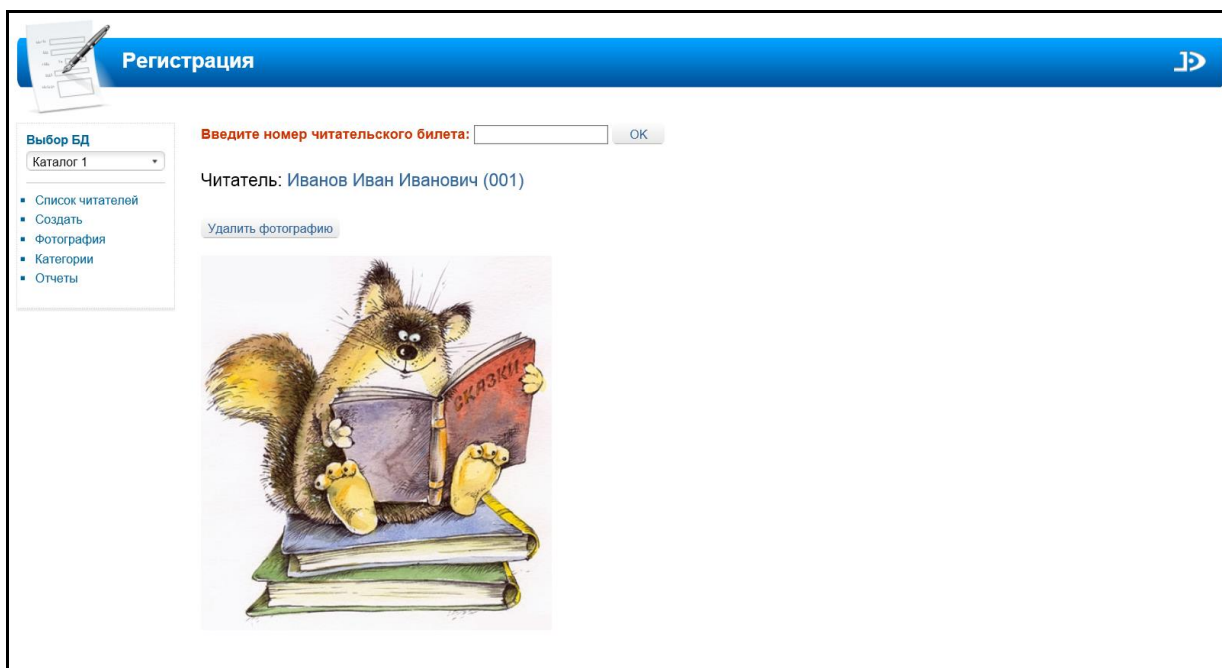 Регистрация
Выбор БД
Каталог 1
Список читателей
Создать
Фотография
Категории
Отчеты
Введите номер читательского билета:
OK
Читатель: Иванов Иван Иванович (001)
Удалить фотографию
СКАЗКИ